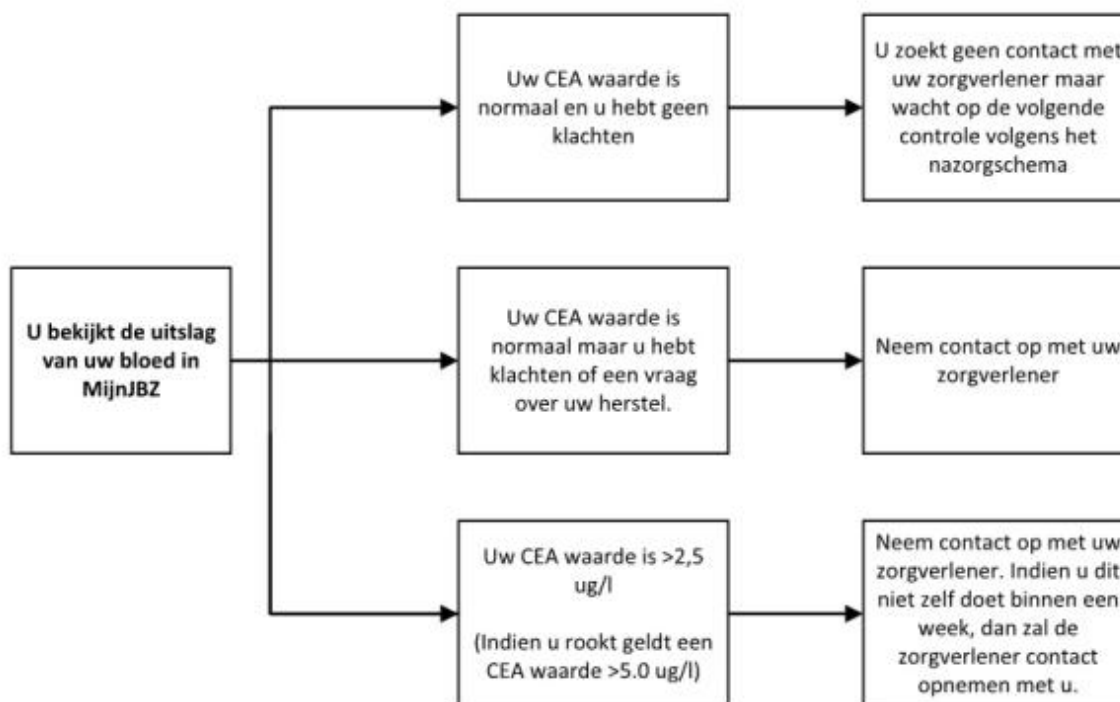 U bekijkt de uitslag
van uw bloed in
MijnJBZ
Uw CEA waarde is
normaal en u hebt geen
klachten
U zoekt geen contact met
uw zorgverlener maar
wacht op de volgende
controle volgens het
nazorgschema
Uw CEA waarde is
normaal maar u hebt
klachten of een vraag
over uw herstel.
Neem contact op met uw
zorgverlener
Uw CEA waarde is >2,5
ug/l
(Indien u rookt geldt een
CEA waarde >5.0 ug/l)
Neem contact op met uw
zorgverlener. Indien u dit
niet zelf doet binnen een
week, dan zal de
zorgverlener contact
opnemen met u.